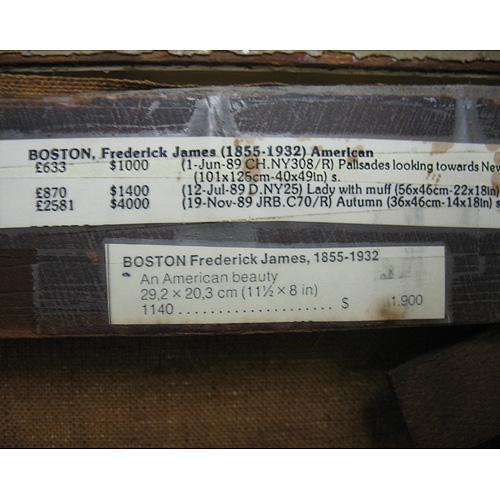 BOSTON, Frederick James (1855-1932) American
£633 $1000 (1-Jun-89 CH.NY308/R) Palisades looking towards
(101x125cm-40x49in) s.
£870 $1400 (12-Jul-89 D.NY25) Lady with muff (56x46cm-22x18in)
£2581 $4000 (19-Nov-89 JRB.C70/R) Autumn (36x46cm-14x18in) s
BOSTON Frederick James, 1855-1932
An American beauty
29,2 × 20,3 cm (11½ × 8 in)
1140 .................... $ 1.900